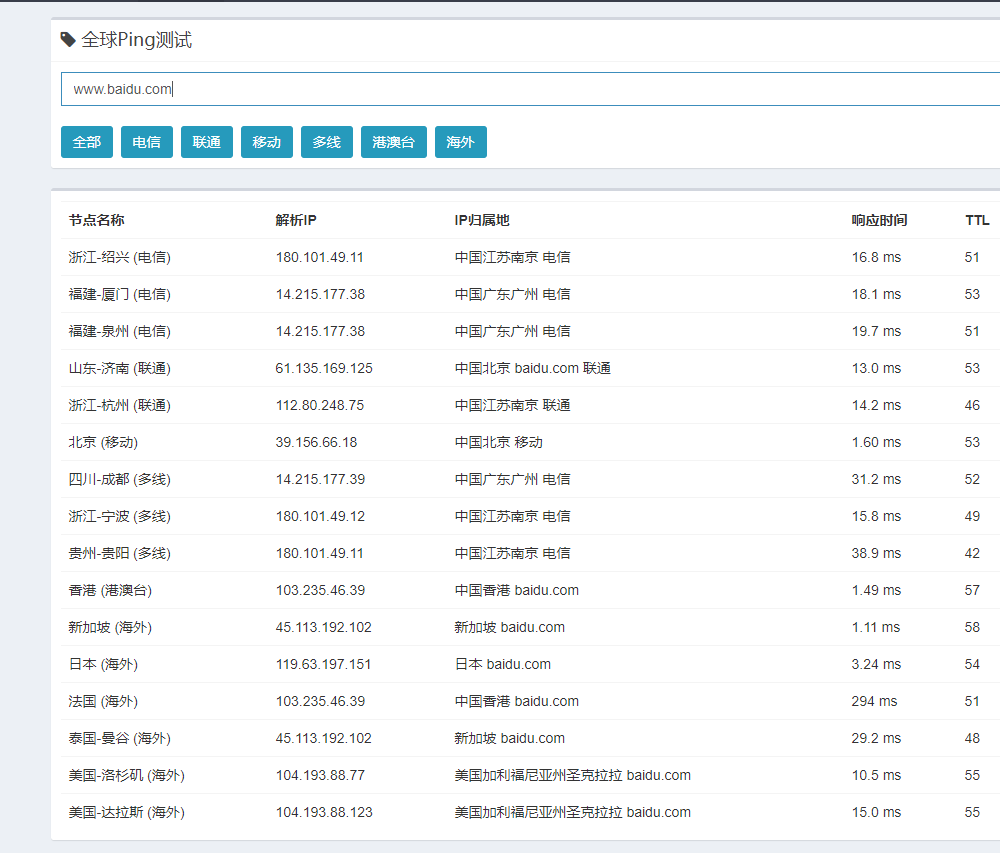 全球Ping测试
www.baidu.com
全部 电信 联通 移动 多线 港澳台 海外
节点名称 解析IP IP归属地 响应时间 TTL
浙江-绍兴 (电信) 180.101.49.11 中国江苏南京 电信 16.8 ms 51
福建-厦门 (电信) 14.215.177.38 中国广东广州 电信 18.1 ms 53
福建-泉州 (电信) 14.215.177.38 中国广东广州 电信 19.7 ms 51
山东-济南 (联通) 61.135.169.125 中国北京 baidu.com 联通 13.0 ms 53
浙江-杭州 (联通) 112.80.248.75 中国江苏南京 联通 14.2 ms 46
北京 (移动) 39.156.66.18 中国北京 移动 1.60 ms 53
四川-成都 (多线) 14.215.177.39 中国广东广州 电信 31.2 ms 52
浙江-宁波 (多线) 180.101.49.12 中国江苏南京 电信 15.8 ms 49
贵州-贵阳 (多线) 180.101.49.11 中国江苏南京 电信 38.9 ms 42
香港 (港澳台) 103.235.46.39 中国香港 baidu.com 1.49 ms 57
新加坡 (海外) 45.113.192.102 新加坡 baidu.com 1.11 ms 58
日本 (海外) 119.63.197.151 日本 baidu.com 3.24 ms 54
法国 (海外) 103.235.46.39 中国香港 baidu.com 294 ms 51
泰国-曼谷 (海外) 45.113.192.102 新加坡 baidu.com 29.2 ms 48
美国-洛杉矶 (海外) 104.193.88.77 美国加利福尼亚州圣克拉拉 baidu.com 10.5 ms 55
美国-达拉斯 (海外) 104.193.88.123 美国加利福尼亚州圣克拉拉 baidu.com 15.0 ms 55